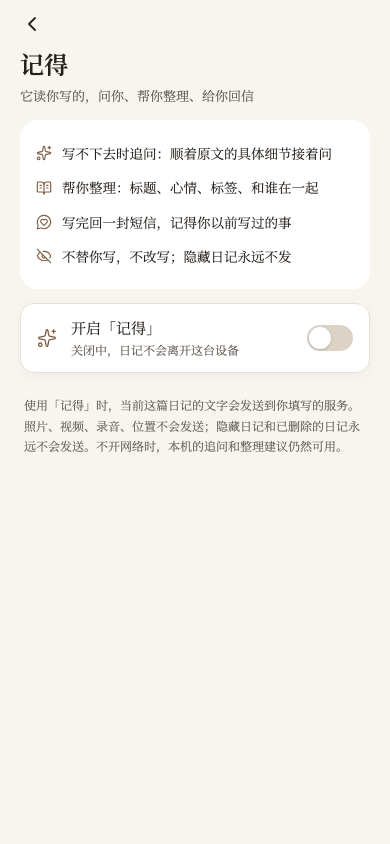 记得
它读你写的，问你、帮你整理、给你回信
写不下去时追问：顺着原文的具体细节接着问
帮你整理：标题、心情、标签、和谁在一起
写完回一封短信，记得你以前写过的事
不替你写，不改写；隐藏日记永远不发
开启「记得」
关闭中，日记不会离开这台设备
使用「记得」时，当前这篇日记的文字会发送到你填写的服务。
照片、视频、录音、位置不会发送；隐藏日记和已删除的日记永
远不会发送。不开网络时，本机的追问和整理建议仍然可用。